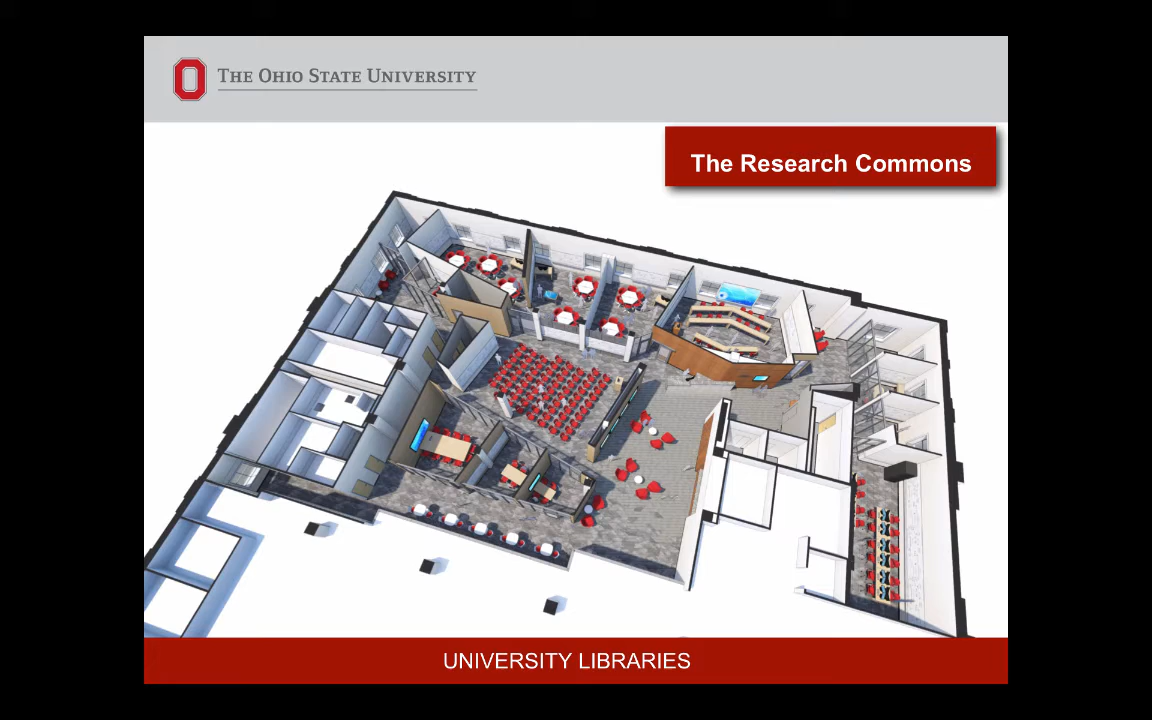 THE OHIO STATE UNIVERSITY
The Research Commons
UNIVERSITY LIBRARIES